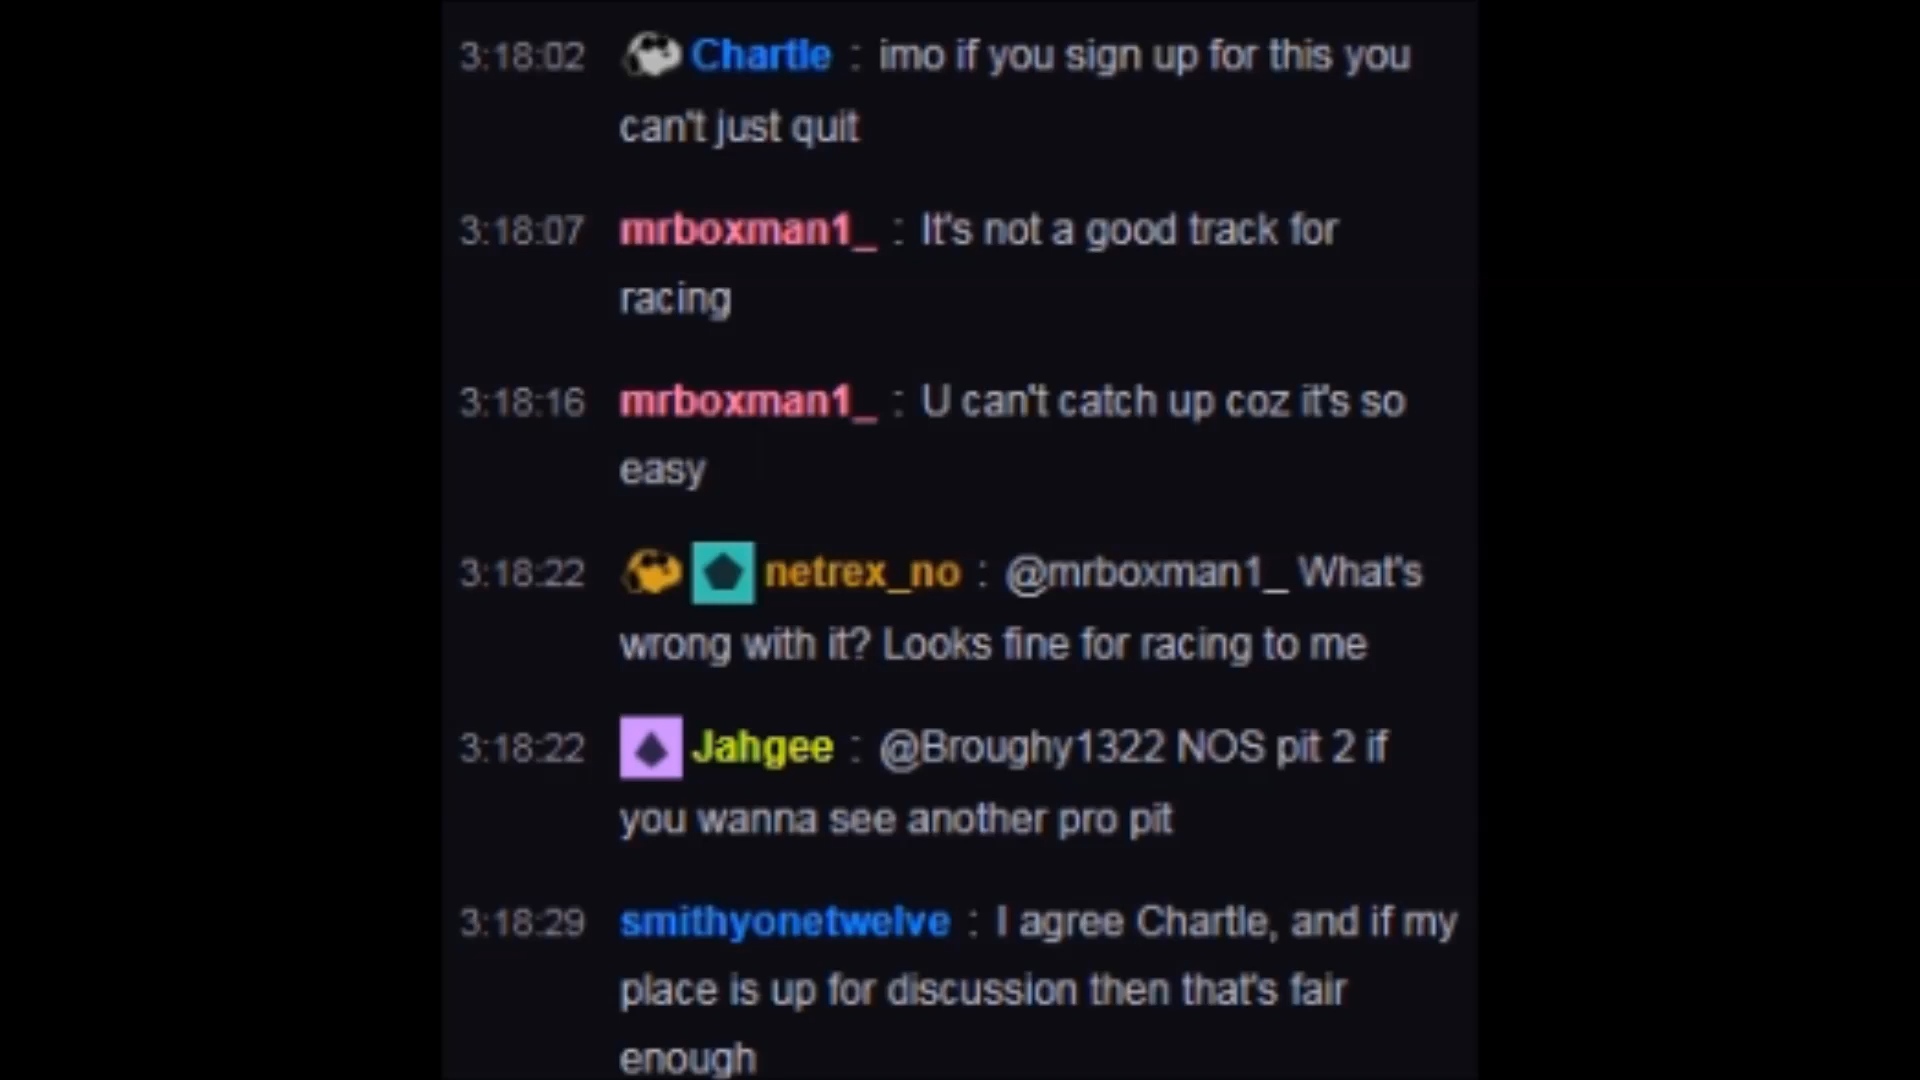 3:18:02 Chartle : imo if you sign up for this you
can't just quit
3:18:07 mrboxman1_ : It's not a good track for
racing
3:18:16 mrboxman1_ : U can't catch up coz it's so
easy
3:18:22 netrex_no : @mrboxman1_ What's
wrong with it? Looks fine for racing to me
3:18:22 Jahgee : @Broughy1322 NOS pit 2 if
you wanna see another pro pit
3:18:29 smithyonetwelve : I agree Chartle, and if my
place is up for discussion then that's fair
enough